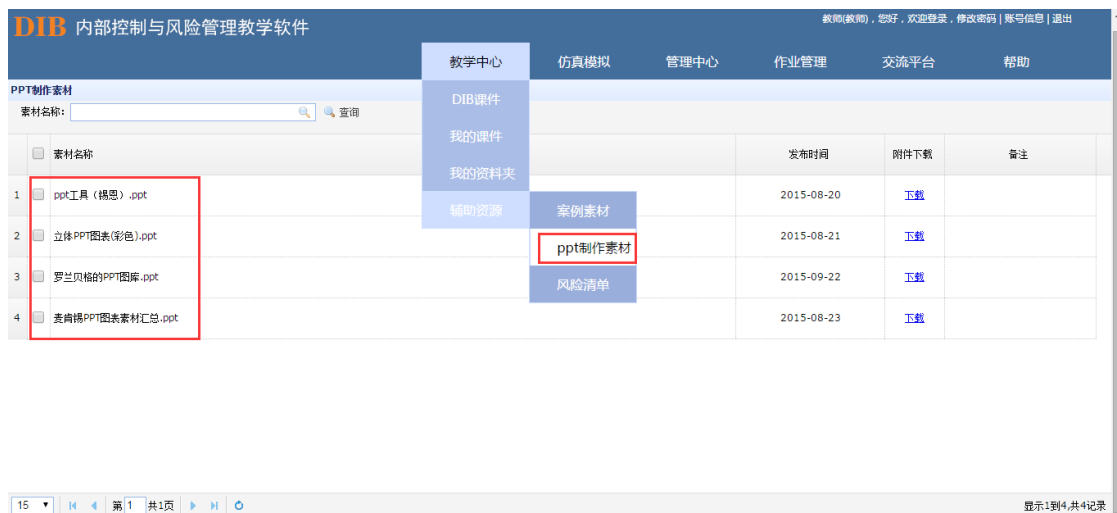 DIB 内部控制与风险管理教学软件
教师(教师)，您好，欢迎登录，修改密码 | 账号信息 | 退出
教学中心 仿真模拟 管理中心 作业管理 交流平台 帮助
DIB课件
我的课件
我的资料夹
辅助资源
案例素材
ppt制作素材
风险清单
PPT制作素材
素材名称: 查询
素材名称 发布时间 附件下载 备注
1 ppt工具（锡恩）.ppt 2015-08-20 下载
2 立体PPT图表(彩色).ppt 2015-08-21 下载
3 罗兰贝格的PPT图库.ppt 2015-09-22 下载
4 麦肯锡PPT图表素材汇总.ppt 2015-08-23 下载
15 第 1 共1页 显示1到4,共4记录